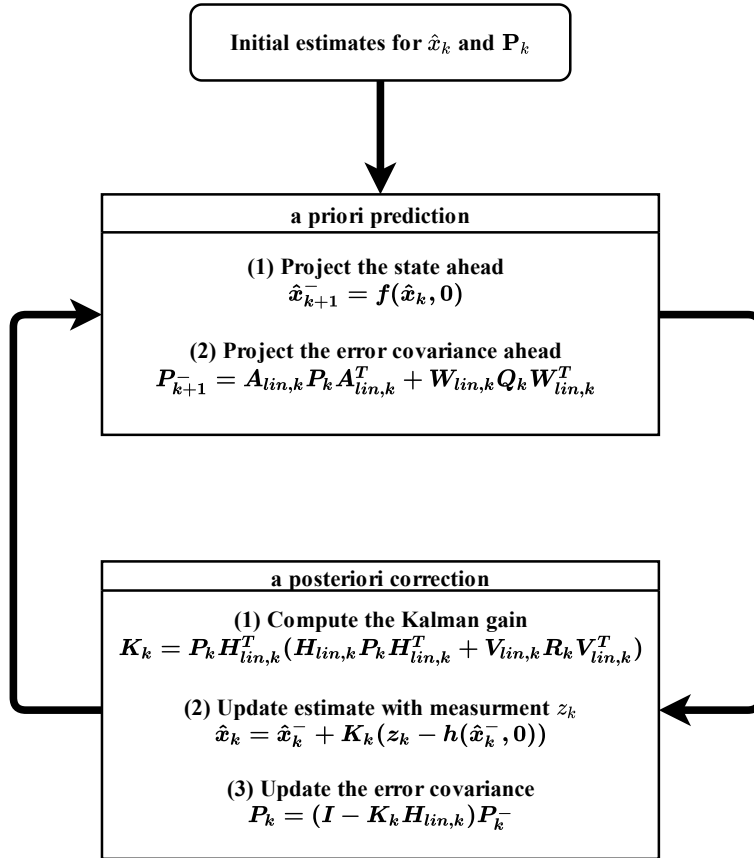 Initial estimates for x̂_k and P_k
a priori prediction
(1) Project the state ahead
x̂⁻_{k+1} = f(x̂_k, 0)
(2) Project the error covariance ahead
P⁻_{k+1} = A_{lin,k} P_k A^T_{lin,k} + W_{lin,k} Q_k W^T_{lin,k}
a posteriori correction
(1) Compute the Kalman gain
K_k = P_k H^T_{lin,k} (H_{lin,k} P_k H^T_{lin,k} + V_{lin,k} R_k V^T_{lin,k})
(2) Update estimate with measurment z_k
x̂_k = x̂⁻_k + K_k(z_k − h(x̂⁻_k, 0))
(3) Update the error covariance
P_k = (I − K_k H_{lin,k})P⁻_k